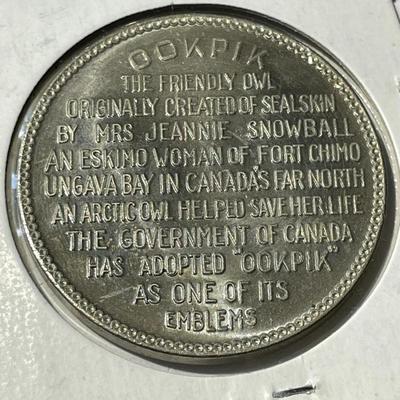 OOKPIK
THE FRIENDLY OWL
ORIGINALLY CREATED OF SEALSKIN
BY MRS JEANNIE SNOWBALL
AN ESKIMO WOMAN OF FORT CHIMO
UNGAVA BAY IN CANADA'S FAR NORTH
AN ARCTIC OWL HELPED SAVE HER LIFE
THE GOVERNMENT OF CANADA
HAS ADOPTED "OOKPIK"
AS ONE OF ITS
EMBLEMS